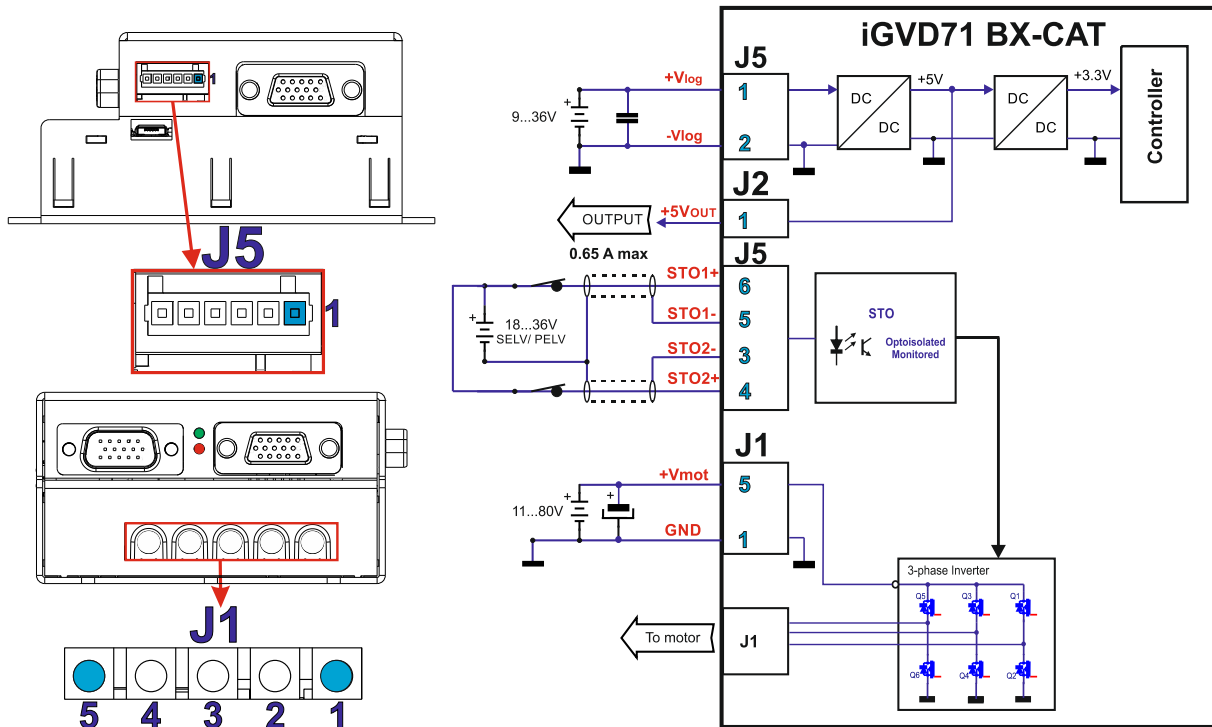 1
J5
1
J1
5 4 3 2 1
iGVD71 BX-CAT
J5
+Vlog
1
9...36V
+
-Vlog
2
DC
DC
+5V
DC
DC
+3.3V
Controller
J2
+5VOUT
1
OUTPUT
0.65 A max
J5
STO1+
6
STO1-
5
+
18...36V
SELV/ PELV
STO2-
3
STO2+
4
STO
Optoisolated
Monitored
J1
+Vmot
5
+
+
11...80V
GND
1
3-phase Inverter
Q5
Q3
Q1
Q6
Q4
Q2
To motor
J1